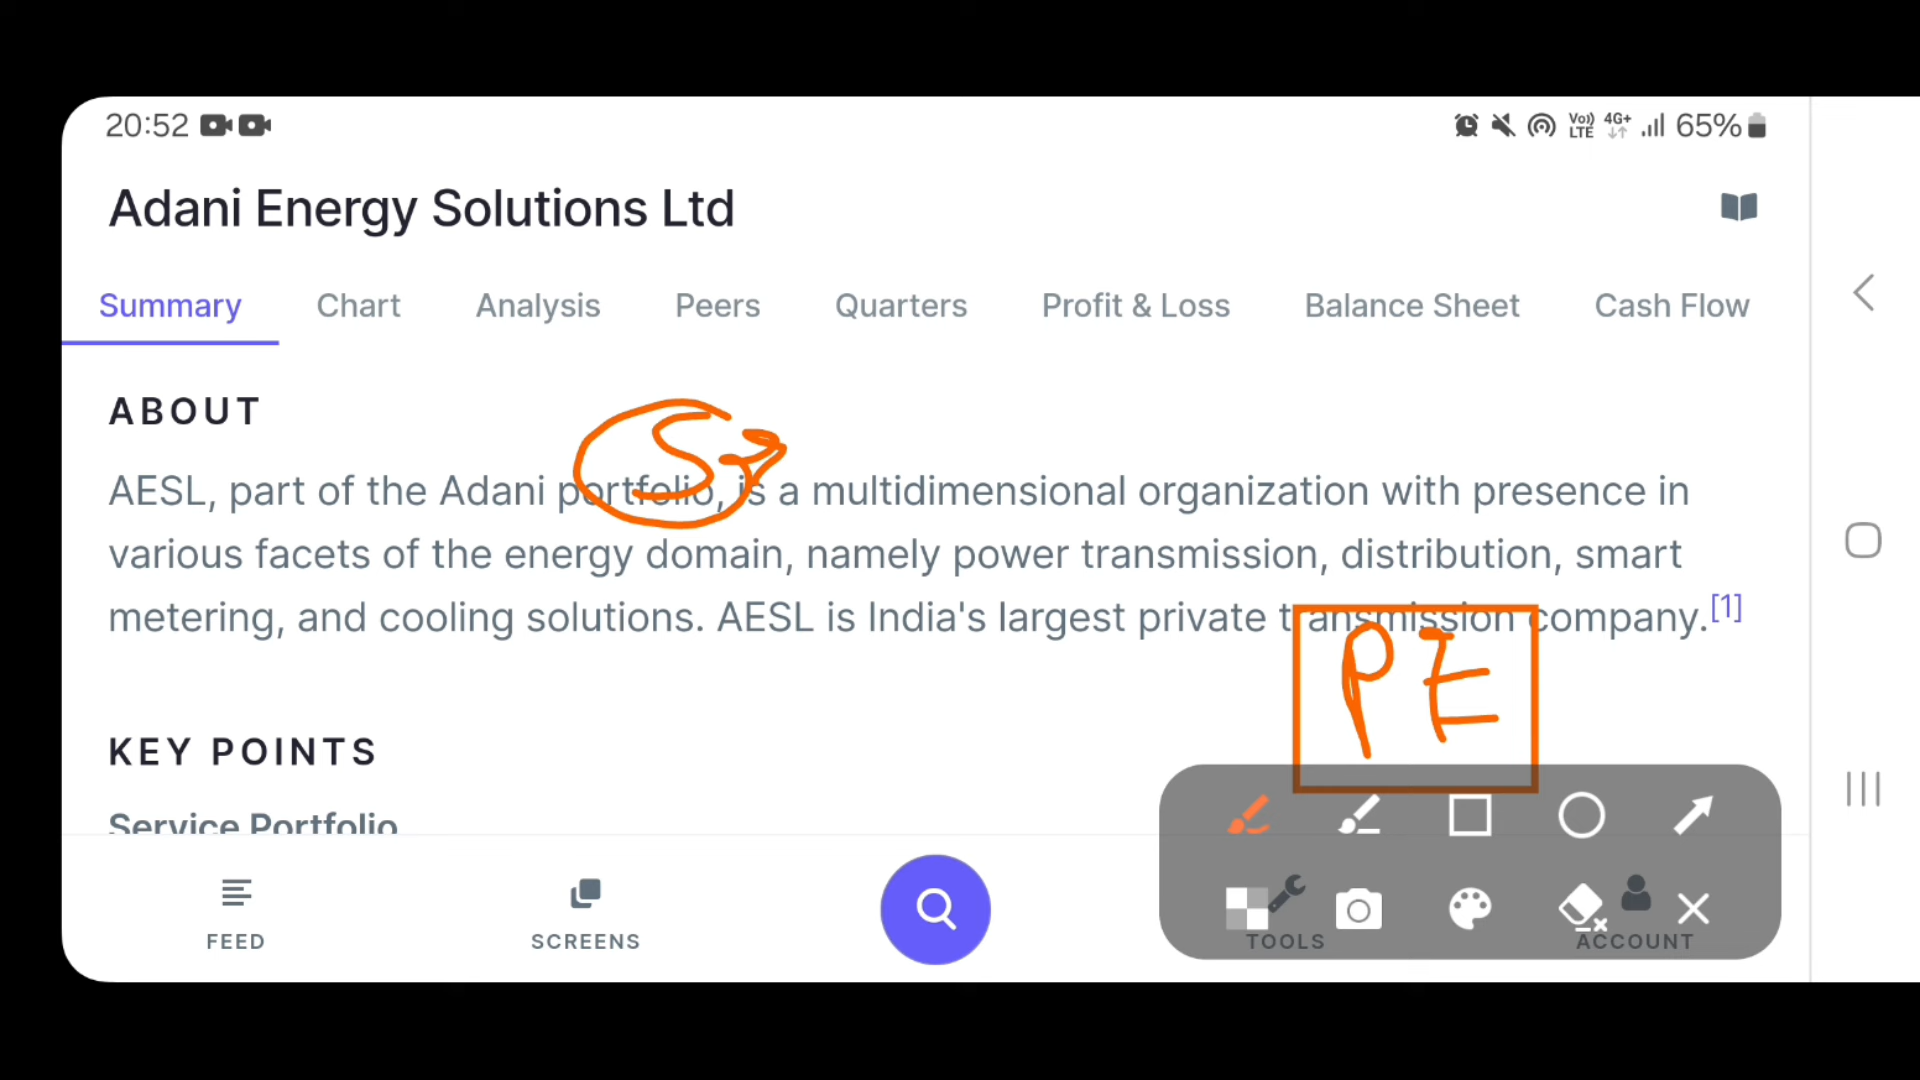 20:52 Vo)) LTE 4G+ 65%
Adani Energy Solutions Ltd
Summary Chart Analysis Peers Quarters Profit & Loss Balance Sheet Cash Flow
ABOUT
AESL, part of the Adani portfolio, is a multidimensional organization with presence in
various facets of the energy domain, namely power transmission, distribution, smart
metering, and cooling solutions. AESL is India's largest private transmission company.[1]
PE
KEY POINTS
Service Portfolio
FEED SCREENS TOOLS ACCOUNT